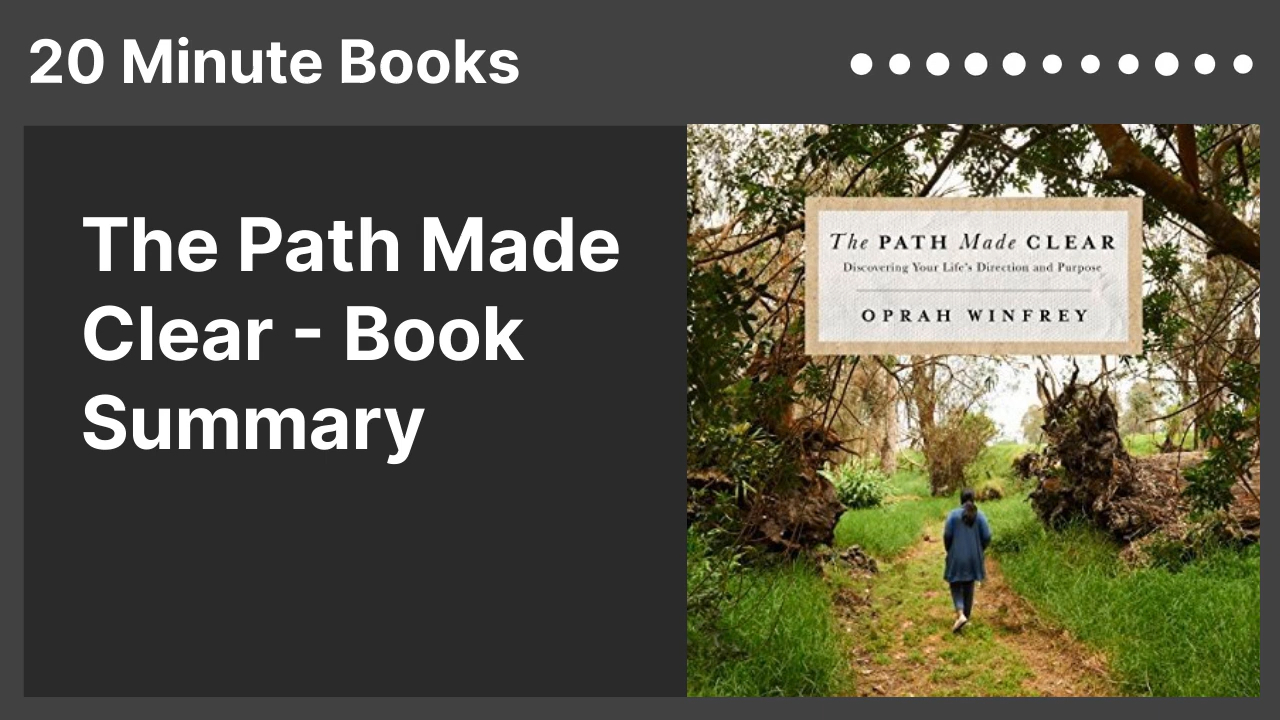 20 Minute Books
The Path Made
Clear - Book
Summary
The PATH Made CLEAR
Discovering Your Life's Direction and Purpose
OPRAH WINFREY